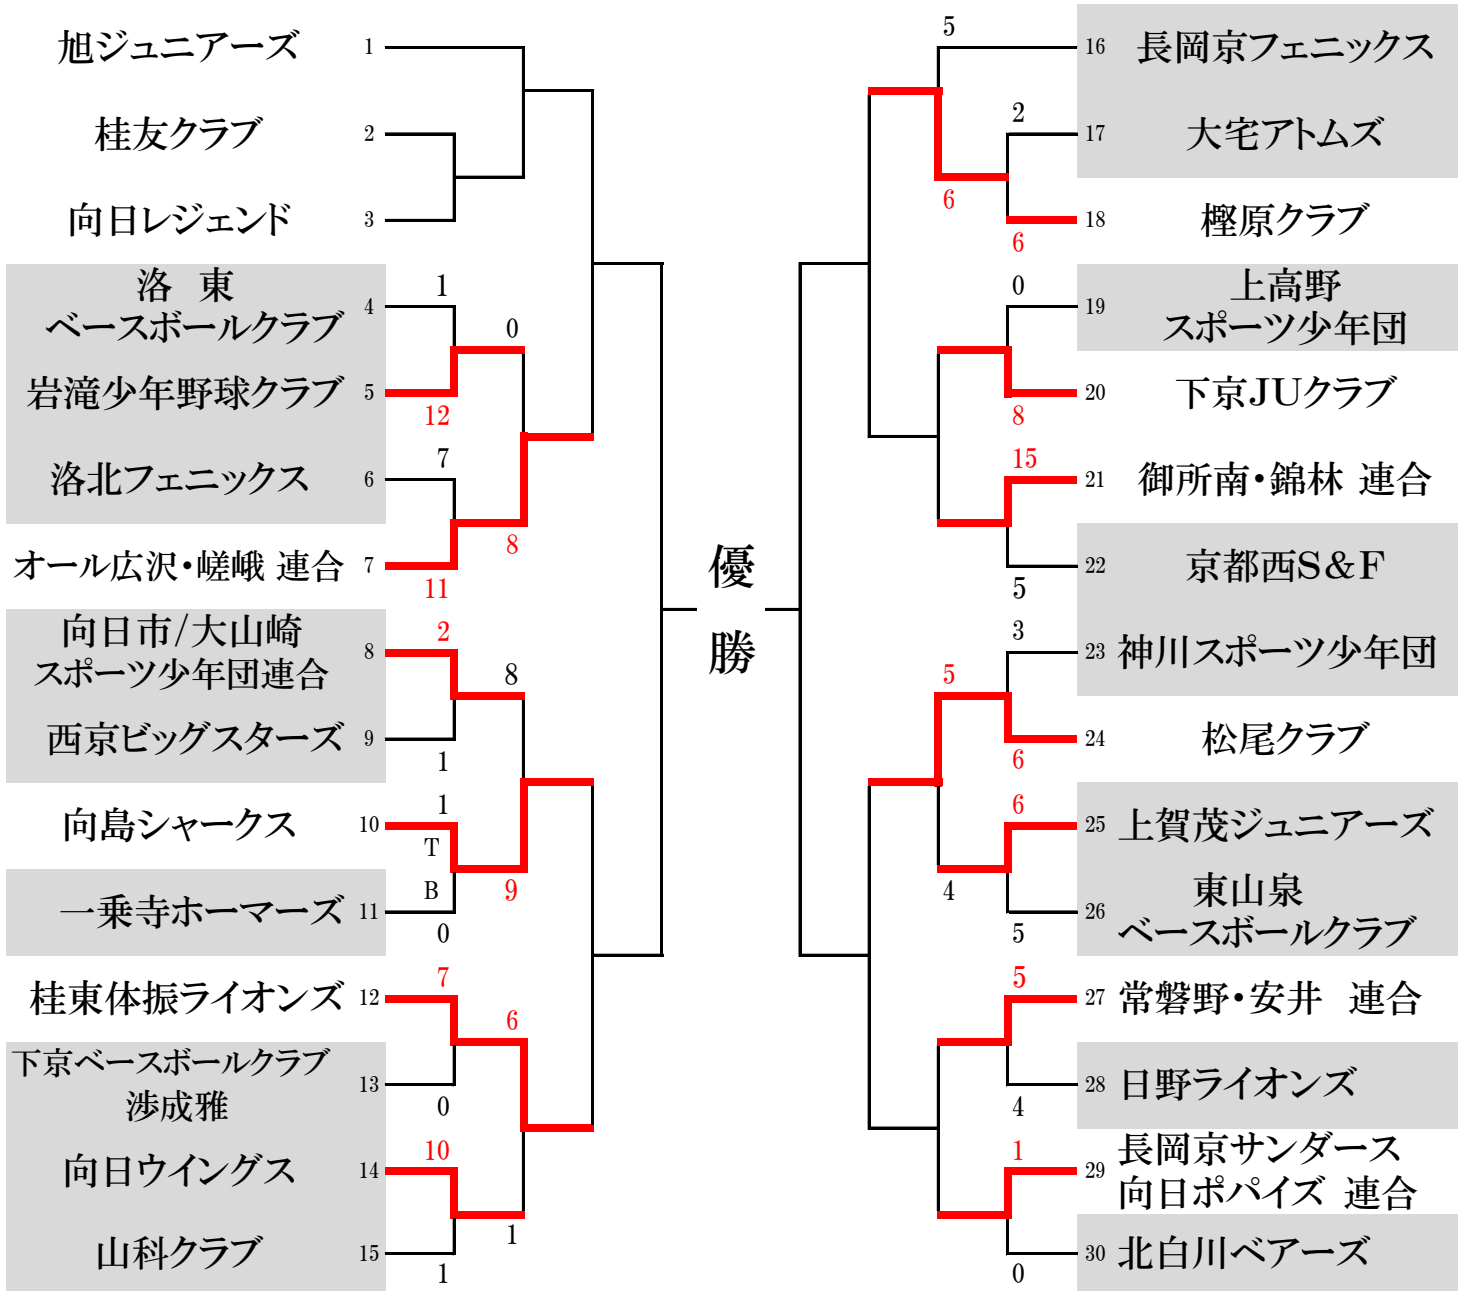 旭ジュニアーズ 1
桂友クラブ 2
向日レジェンド 3
洛 東
ベースボールクラブ 4
1
0
岩滝少年野球クラブ 5
12
洛北フェニックス 6
7
オール広沢・嵯峨 連合 7
11
8
向日市/大山崎
スポーツ少年団連合 8
2
8
西京ビッグスターズ 9
1
向島シャークス 10
1
T
B
9
一乗寺ホーマーズ 11
0
桂東体振ライオンズ 12
7
6
下京ベースボールクラブ
渉成雅 13
0
向日ウイングス 14
10
1
山科クラブ 15
1
優
勝
5
16 長岡京フェニックス
2
17 大宅アトムズ
6
18 樫原クラブ
6
0
19 上高野
スポーツ少年団
20 下京JUクラブ
8
15
21 御所南・錦林 連合
22 京都西S&F
5
3
23 神川スポーツ少年団
5
24 松尾クラブ
6
6
25 上賀茂ジュニアーズ
4
26 東山泉
ベースボールクラブ
5
5
27 常磐野・安井 連合
28 日野ライオンズ
4
1
29 長岡京サンダース
向日ポパイズ 連合
30 北白川ベアーズ
0